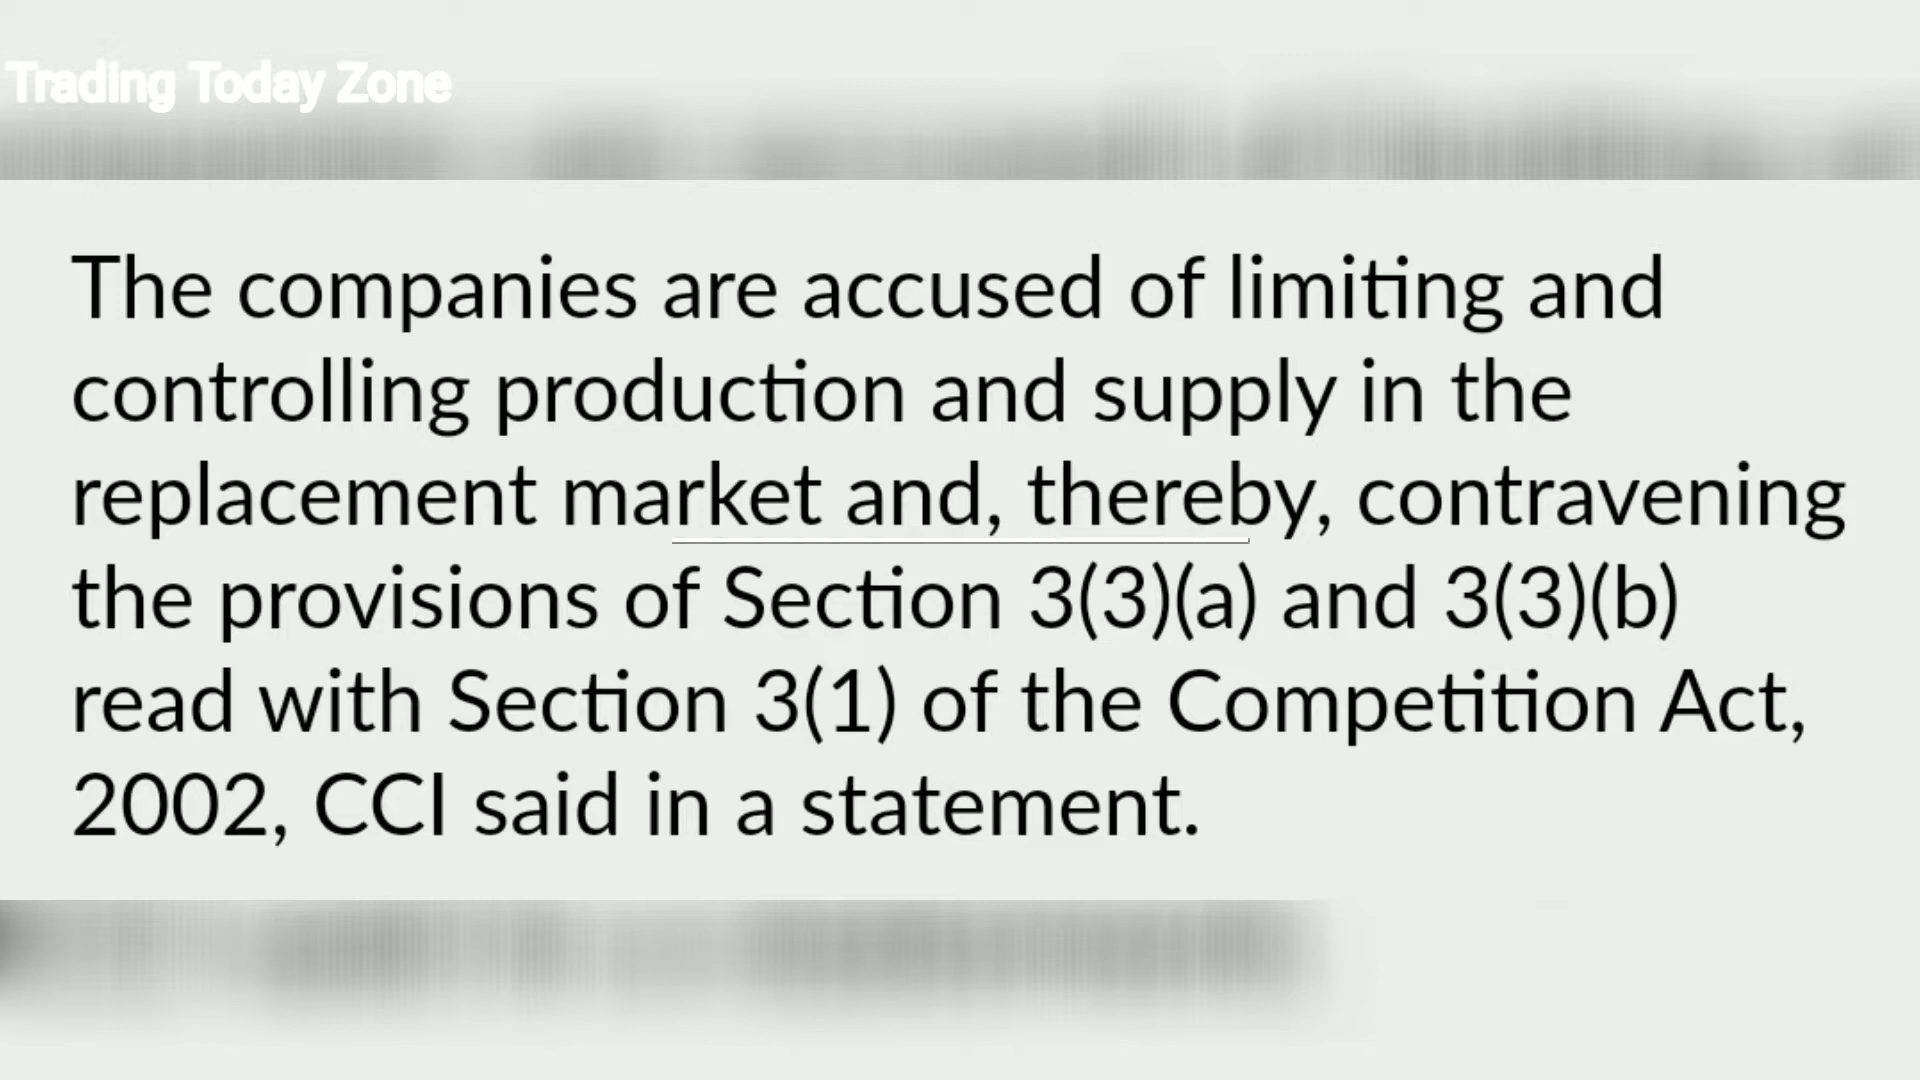 Trading Today Zone
The companies are accused of limiting and
controlling production and supply in the
replacement market and, thereby, contravening
the provisions of Section 3(3)(a) and 3(3)(b)
read with Section 3(1) of the Competition Act,
2002, CCI said in a statement.